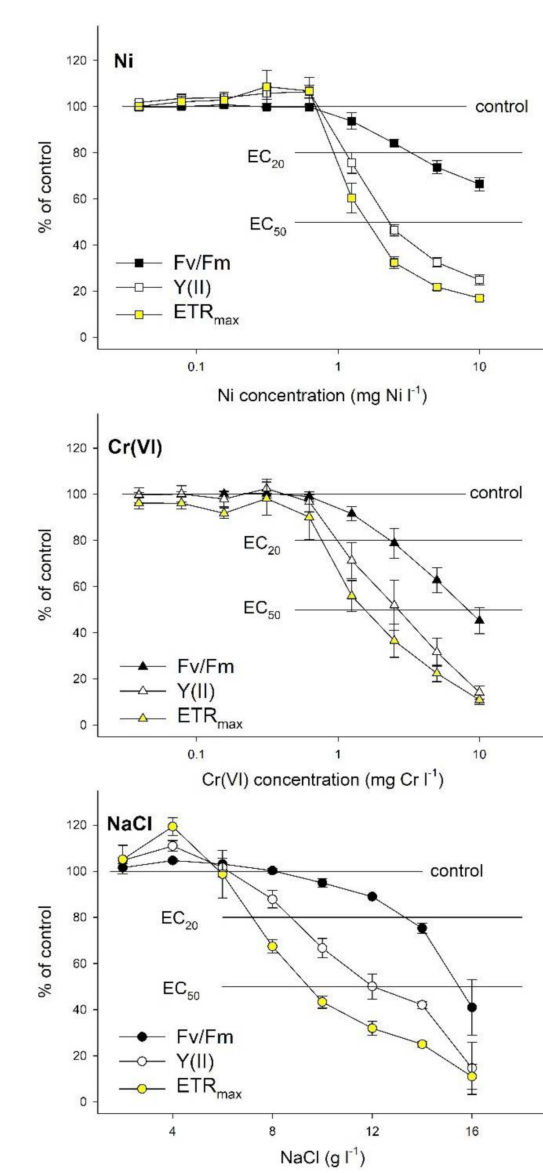 Ni
120
100
80
60
40
20
0
% of control
control
EC20
EC50
Fv/Fm
Y(II)
ETRmax
0.1 1 10
Ni concentration (mg Ni l-1)
Cr(VI)
120
100
80
60
40
20
0
% of control
control
EC20
EC50
Fv/Fm
Y(II)
ETRmax
0.1 1 10
Cr(VI) concentration (mg Cr l-1)
NaCl
120
100
80
60
40
20
0
% of control
control
EC20
EC50
Fv/Fm
Y(II)
ETRmax
4 8 12 16
NaCl (g l-1)